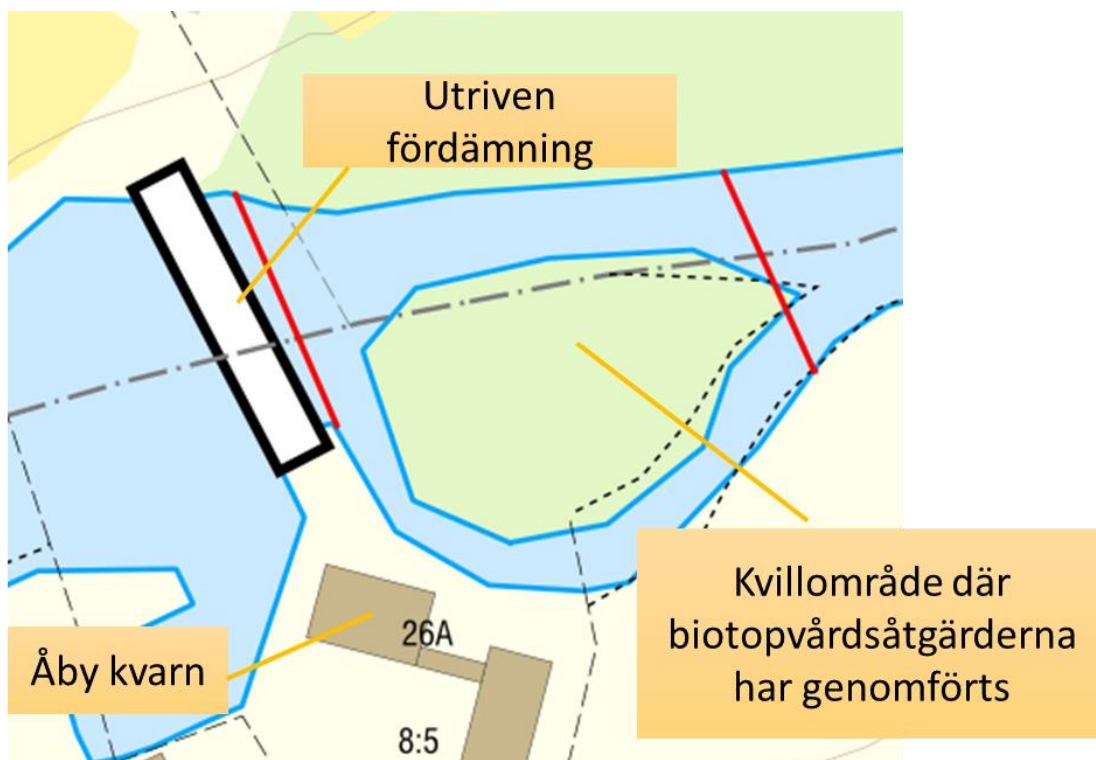 Utriven
fördämning
Åby kvarn
26A
8:5
Kvillområde där
biotopvårdsåtgärderna
har genomförts